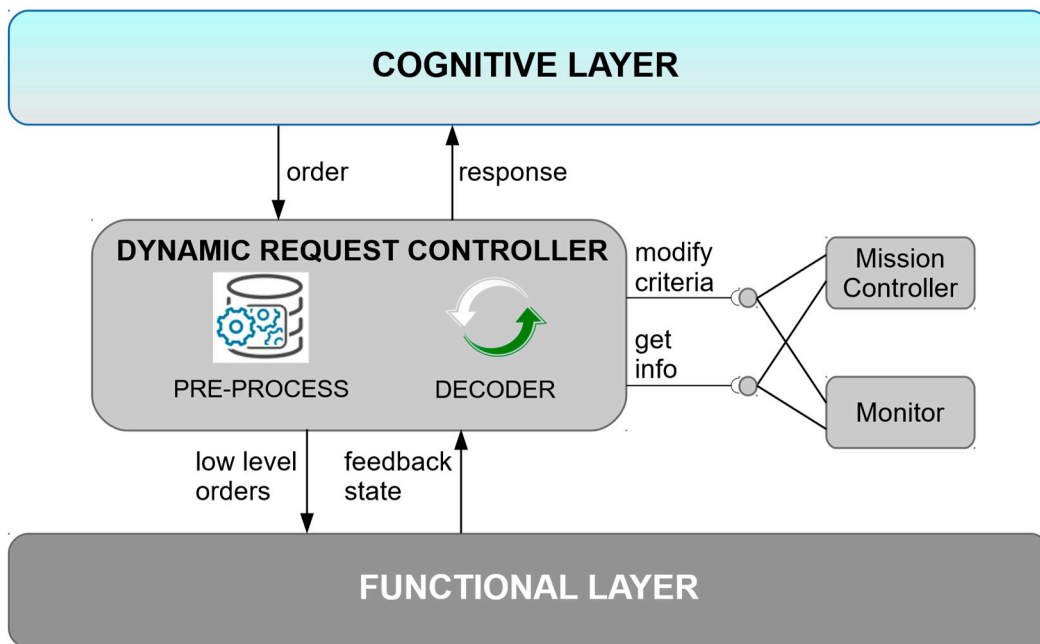 COGNITIVE LAYER
order
response
DYNAMIC REQUEST CONTROLLER
PRE-PROCESS
DECODER
modify
criteria
get
info
Mission
Controller
Monitor
low level
orders
feedback
state
FUNCTIONAL LAYER